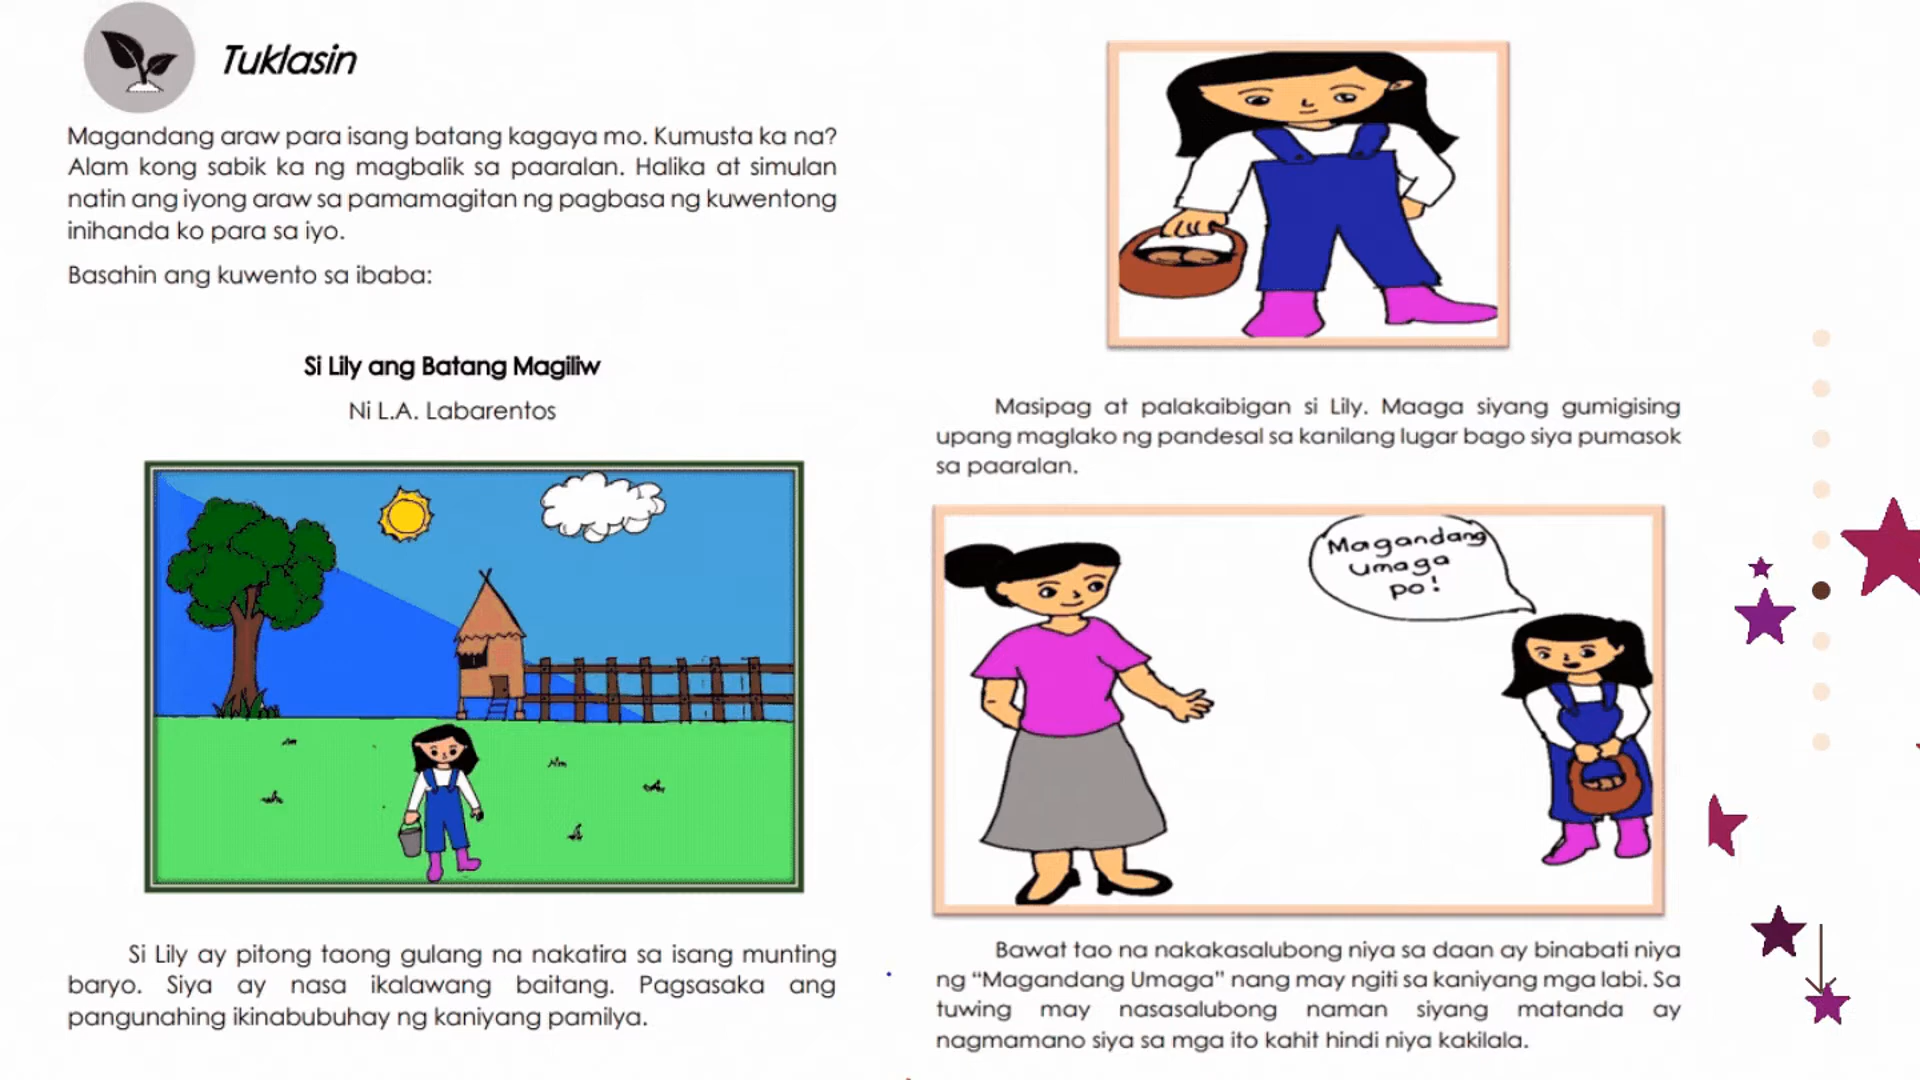 Tuklasin
Magandang araw para isang batang kagaya mo. Kumusta ka na?
Alam kong sabik ka ng magbalik sa paaralan. Halika at simulan
natin ang iyong araw sa pamamagitan ng pagbasa ng kuwentong
inihanda ko para sa iyo.
Basahin ang kuwento sa ibaba:
Si Lily ang Batang Magiliw
Ni L.A. Labarentos
Si Lily ay pitong taong gulang na nakatira sa isang munting
baryo. Siya ay nasa ikalawang baitang. Pagsasaka ang
pangunahing ikinabubuhay ng kaniyang pamilya.
Masipag at palakaibigan si Lily. Maaga siyang gumigising
upang maglako ng pandesal sa kanilang lugar bago siya pumasok
sa paaralan.
Magandang
umaga
po!
Bawat tao na nakakasalubong niya sa daan ay binabati niya
ng “Magandang Umaga” nang may ngiti sa kaniyang mga labi. Sa
tuwing may nasasalubong naman siyang matanda ay
nagmamano siya sa mga ito kahit hindi niya kakilala.